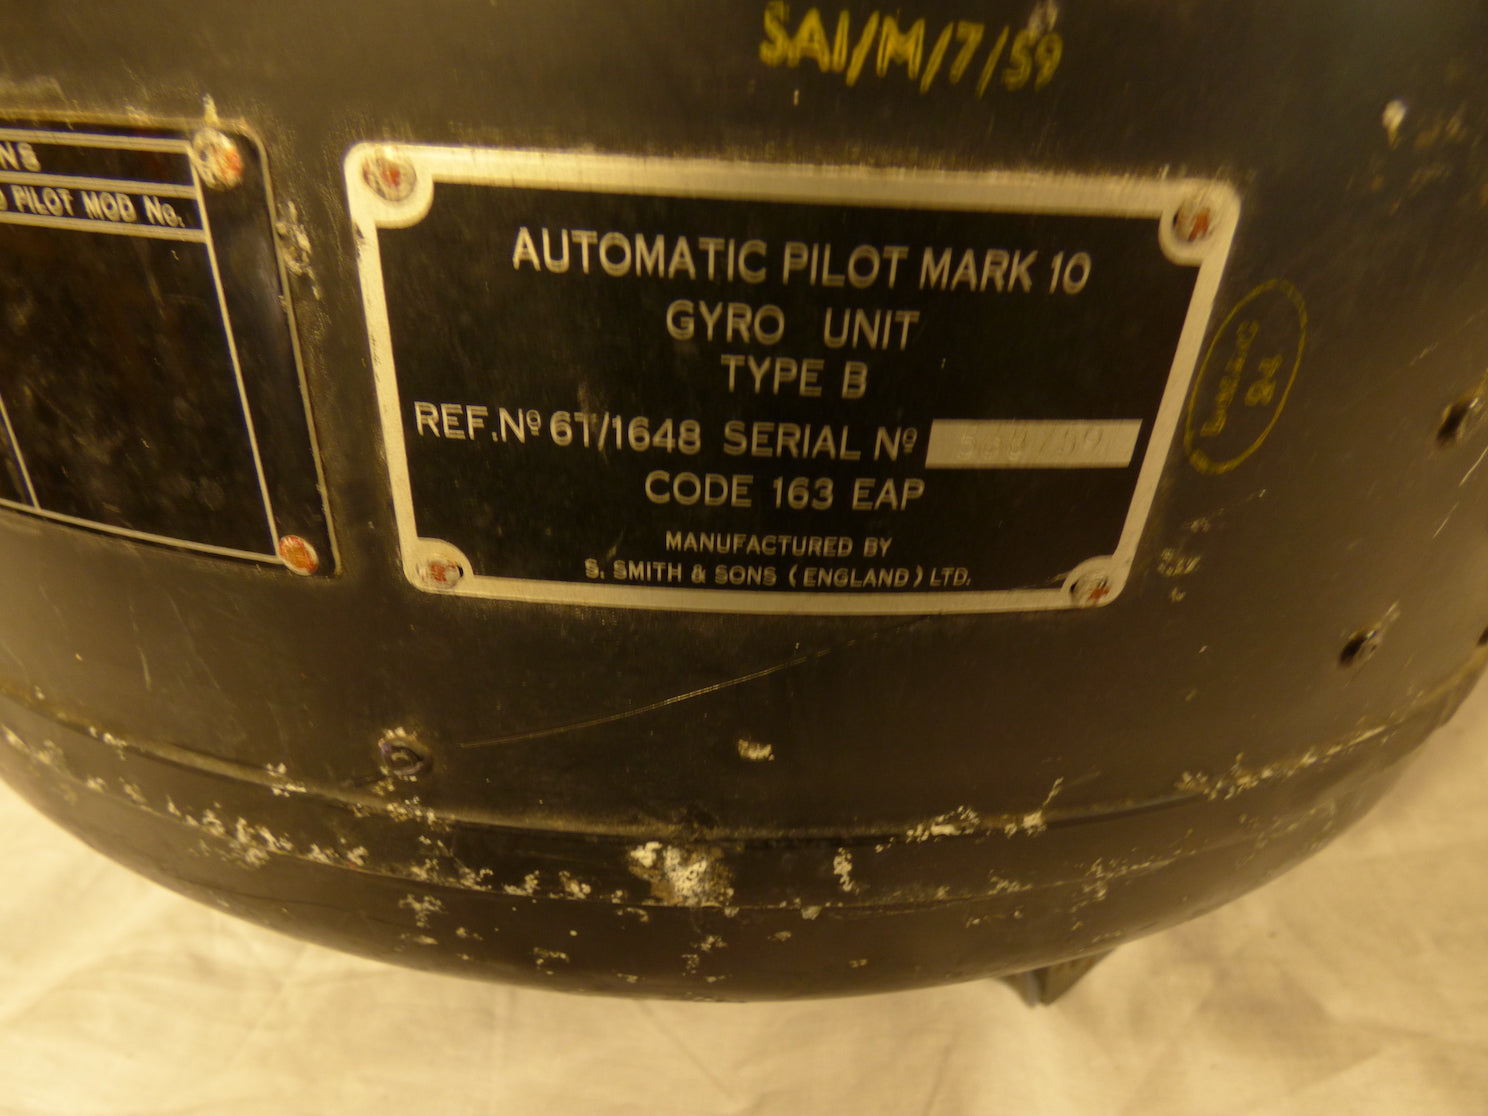 SAI/M/7/59
NS
PILOT MOD No.
AUTOMATIC PILOT MARK 10
GYRO UNIT
TYPE B
REF. Nº 6T/1648 SERIAL Nº
CODE 163 EAP
MANUFACTURED BY
S. SMITH & SONS (ENGLAND) LTD.